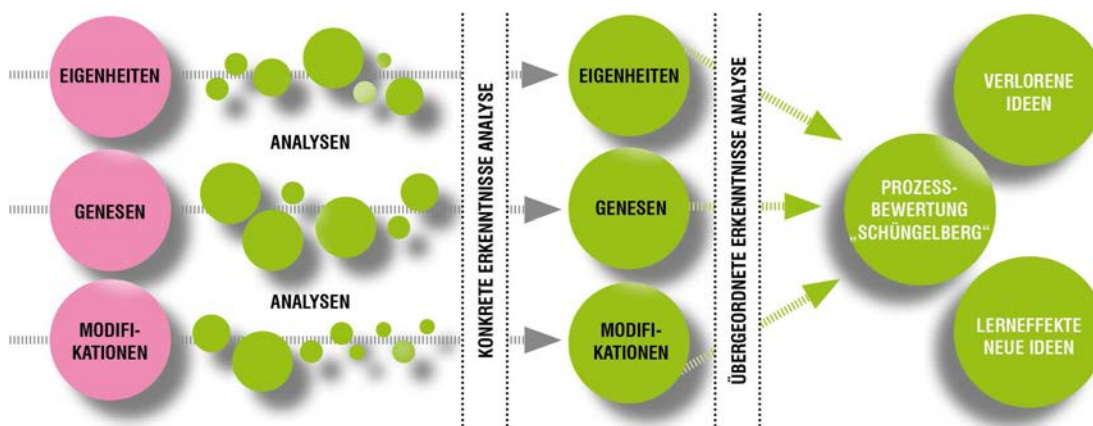 EIGENHEITEN
ANALYSEN
GENESEN
ANALYSEN
MODIFI-
KATIONEN
KONKRETE ERKENNTNISSE ANALYSE
EIGENHEITEN
GENESEN
MODIFI-
KATIONEN
ÜBERGEORDNETE ERKENNTNISSE ANALYSE
VERLORENE
IDEEN
PROZESS-
BEWERTUNG
„SCHÜNGELBERG“
LERNEFFEKTE
NEUE IDEEN